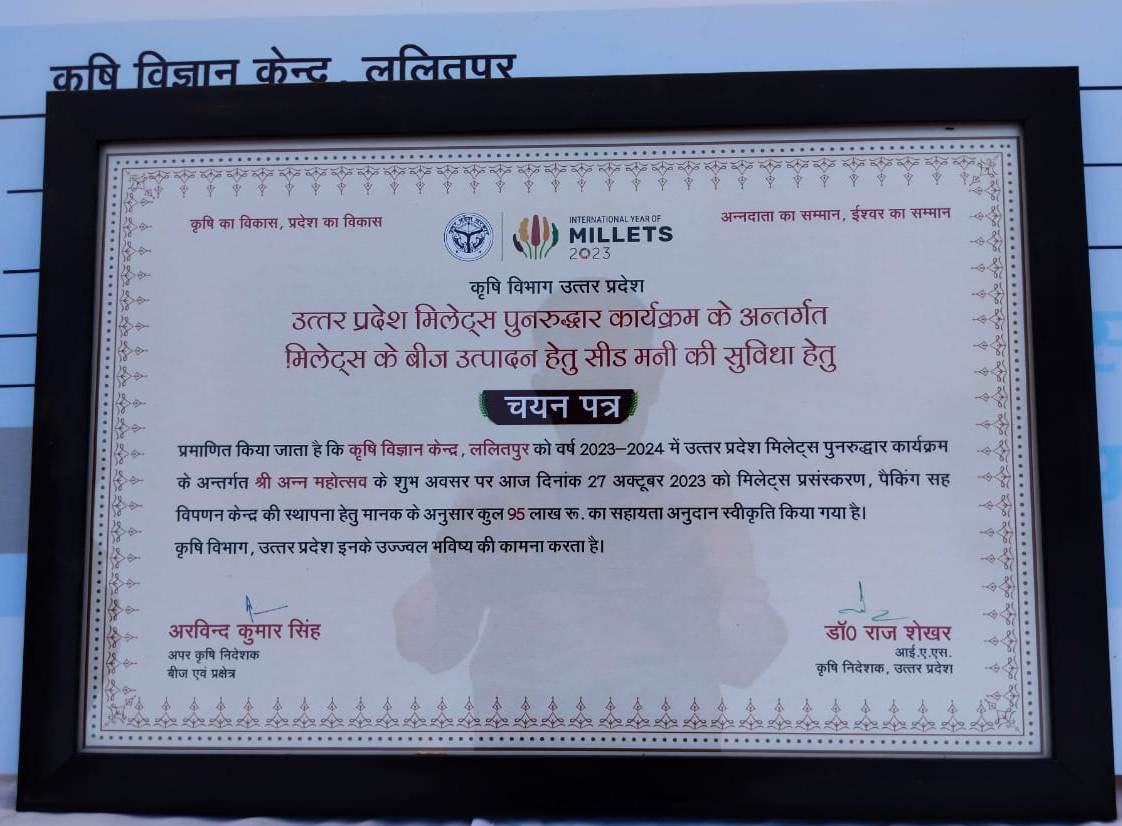 कृषि विज्ञान केन्द्र, ललितपुर
कृषि का विकास, प्रदेश का विकास
INTERNATIONAL YEAR OF
MILLETS
2023
अन्नदाता का सम्मान, ईश्वर का सम्मान
कृषि विभाग उत्तर प्रदेश
उत्तर प्रदेश मिलेट्स पुनरुद्धार कार्यक्रम के अन्तर्गत
मिलेट्स के बीज उत्पादन हेतु सीड मनी की सुविधा हेतु
चयन पत्र
प्रमाणित किया जाता है कि कृषि विज्ञान केन्द्र, ललितपुर को वर्ष 2023–2024 में उत्तर प्रदेश मिलेट्स पुनरुद्धार कार्यक्रम
के अन्तर्गत श्री अन्न महोत्सव के शुभ अवसर पर आज दिनांक 27 अक्टूबर 2023 को मिलेट्स प्रसंस्करण, पैकिंग सह
विपणन केन्द्र की स्थापना हेतु मानक के अनुसार कुल 95 लाख रू. का सहायता अनुदान स्वीकृति किया गया है।
कृषि विभाग, उत्तर प्रदेश इनके उज्ज्वल भविष्य की कामना करता है।
अरविन्द कुमार सिंह
अपर कृषि निदेशक
बीज एवं प्रक्षेत्र
डॉ0 राज शेखर
आई.ए.एस.
कृषि निदेशक, उत्तर प्रदेश